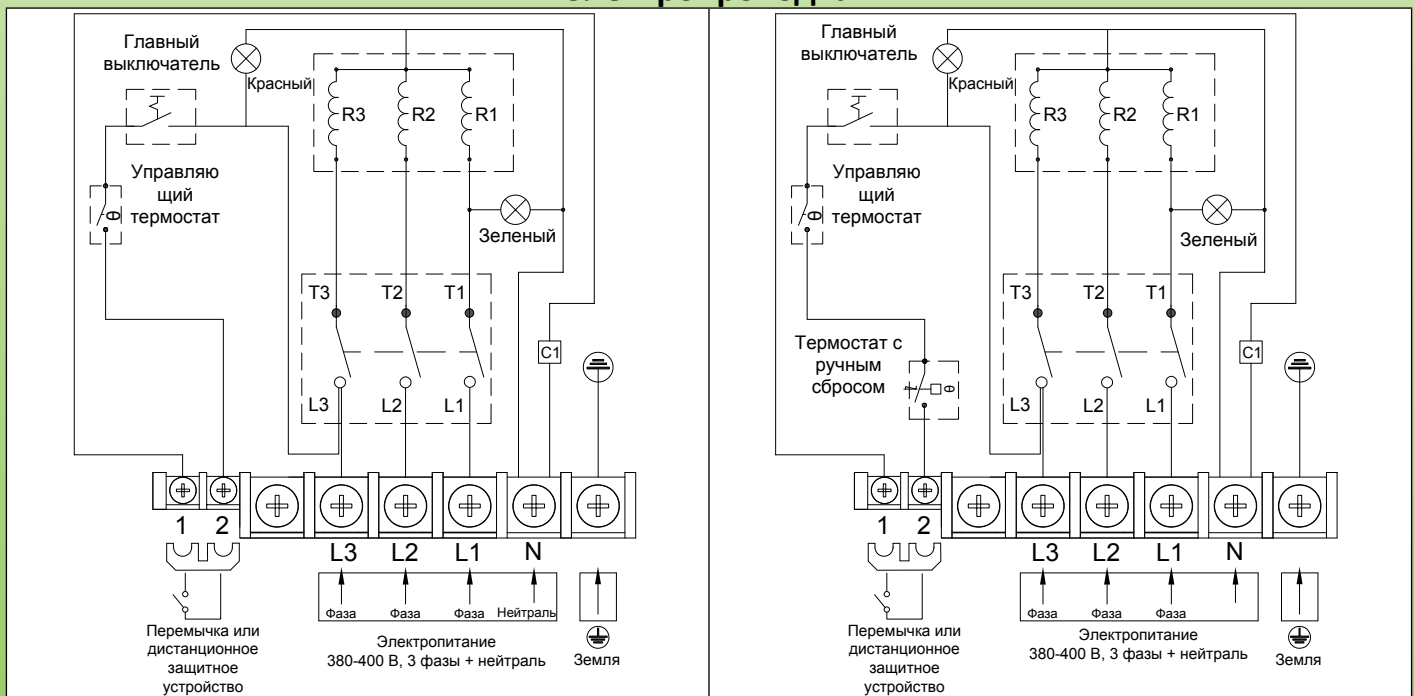 Главный
выключатель
Красный
R3
R2
R1
Управляю
щий
термостат
θ
Зеленый
T3
T2
T1
C1
L3
L2
L1
1
2
L3
L2
L1
N
Фаза
Фаза
Фаза
Нейтраль
Перемычка или
дистанционное
защитное
устройство
Электропитание
380-400 В, 3 фазы + нейтраль
Земля
Главный
выключатель
Красный
R3
R2
R1
Управляю
щий
термостат
θ
Зеленый
T3
T2
T1
Термостат с
ручным
сбросом
θ
C1
L3
L2
L1
1
2
L3
L2
L1
N
Фаза
Фаза
Фаза
Перемычка или
дистанционное
защитное
устройство
Электропитание
380-400 В, 3 фазы + нейтраль
Земля